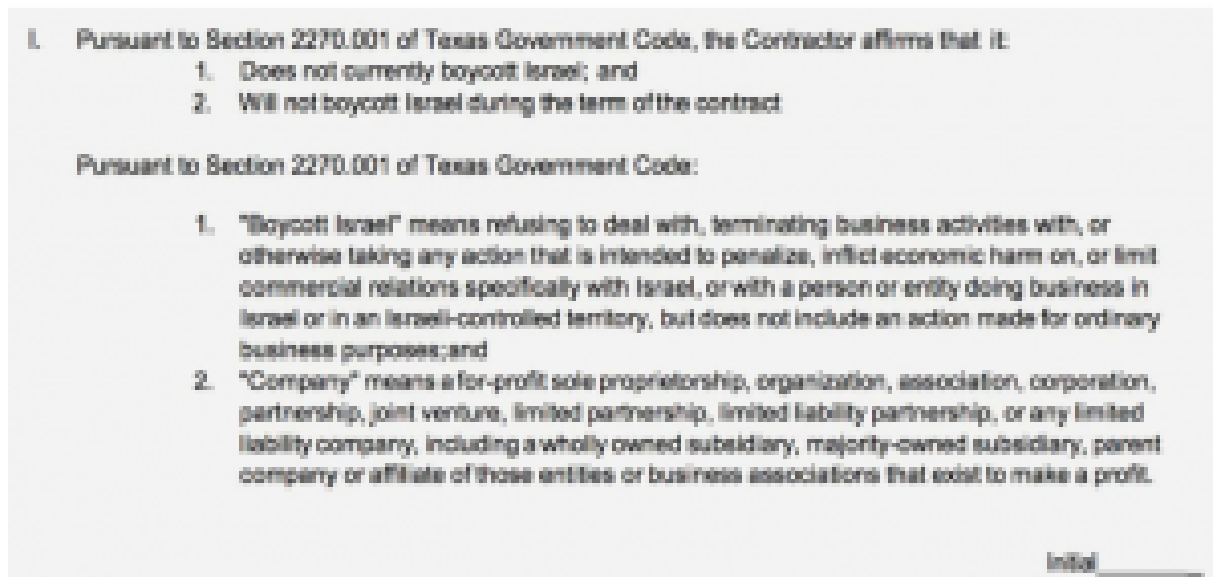 I. Pursuant to Section 2270.001 of Texas Government Code, the Contractor affirms that it:
1. Does not currently boycott Israel; and
2. Will not boycott Israel during the term of the contract
Pursuant to Section 2270.001 of Texas Government Code:
1. "Boycott Israel" means refusing to deal with, terminating business activities with, or
otherwise taking any action that is intended to penalize, inflict economic harm on, or limit
commercial relations specifically with Israel, or with a person or entity doing business in
Israel or in an Israeli-controlled territory, but does not include an action made for ordinary
business purposes; and
2. "Company" means a for-profit sole proprietorship, organization, association, corporation,
partnership, joint venture, limited partnership, limited liability partnership, or any limited
liability company, including a wholly owned subsidiary, majority-owned subsidiary, parent
company or affiliate of those entities or business associations that exist to make a profit.
Initial